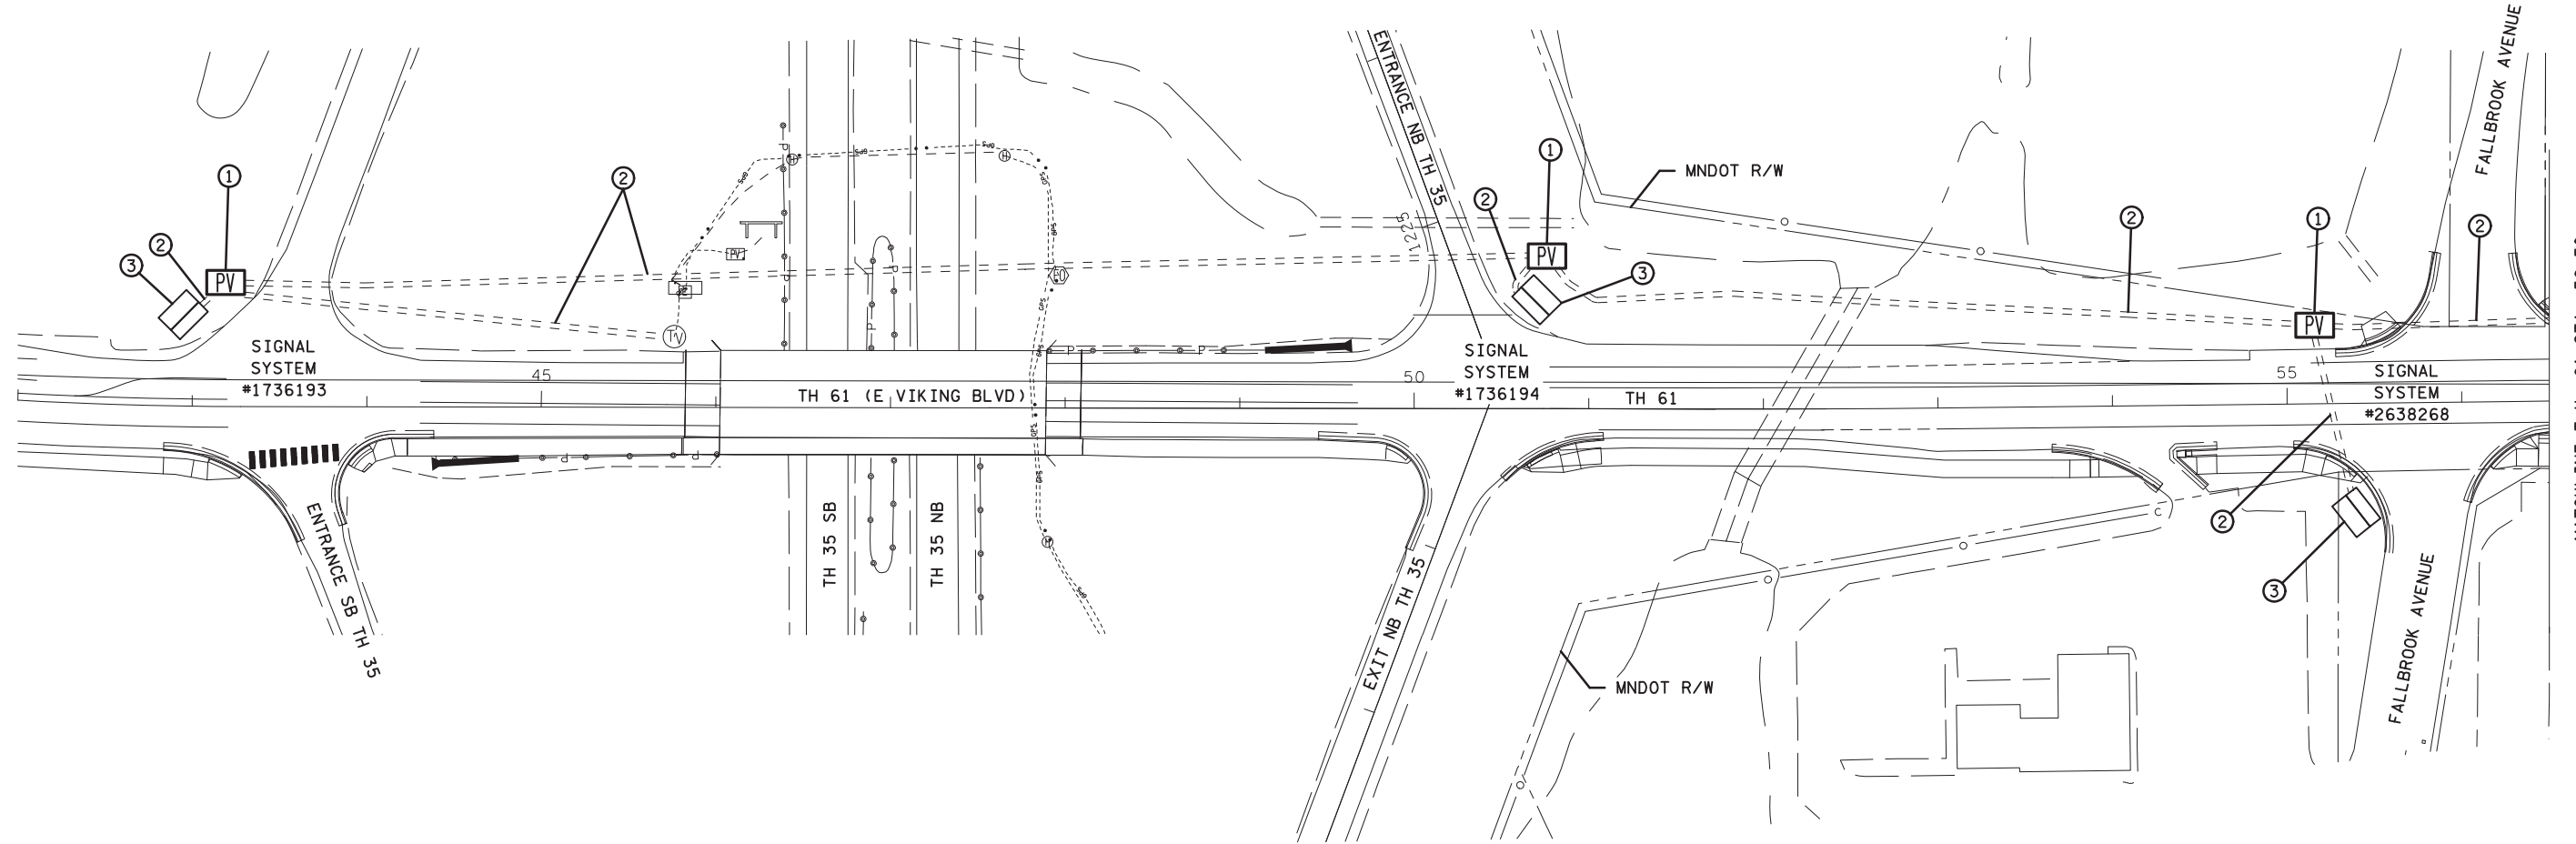 ENTRANCE NB TH 35
FALLBROOK AVENUE
1
2
1
MNDOT R/W
2
1
2
1
2
2
3
PV
PV
PV
3
1225
PV
TV
SIGNAL
SYSTEM
#1736193
45
TH 61 (E VIKING BLVD)
50
SIGNAL
SYSTEM
#1736194
TH 61
55
SIGNAL
SYSTEM
#2638268
ENTRANCE SB TH 35
TH 35 SB
TH 35 NB
EXIT NB TH 35
2
3
MNDOT R/W
FALLBROOK AVENUE